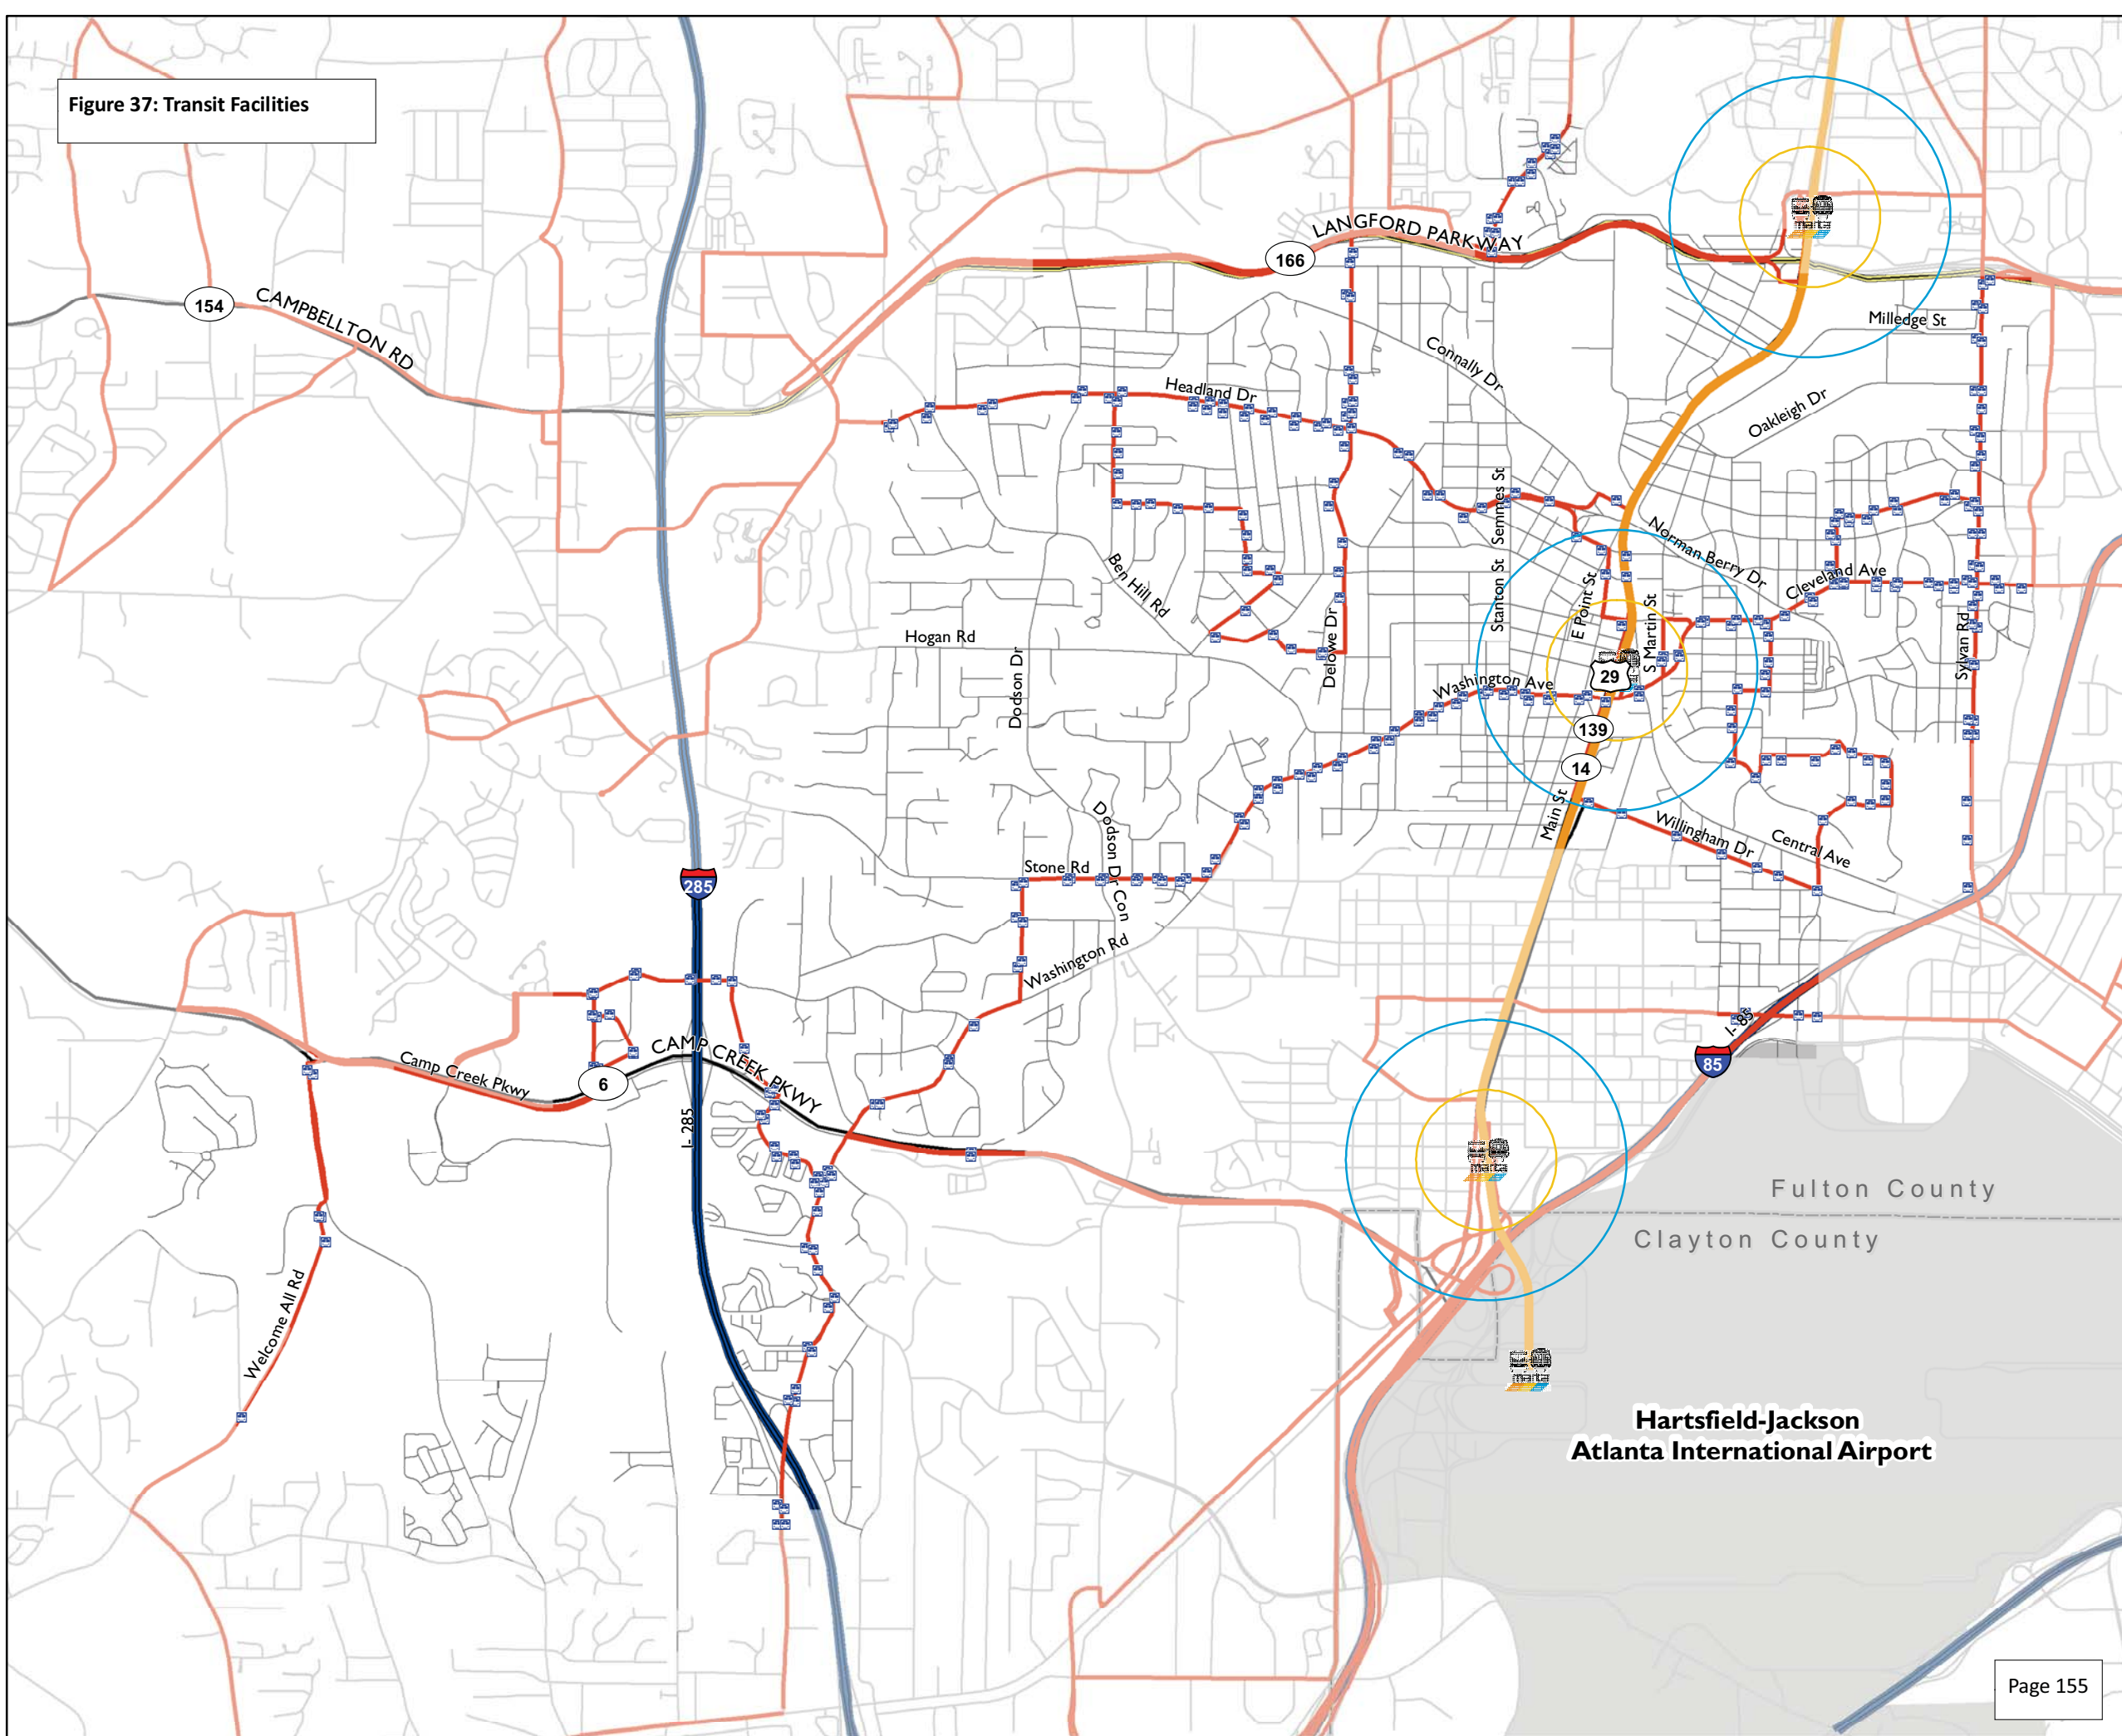 Figure 37: Transit Facilities
LANGFORD PARKWAY
166
marta
154
CAMPBELLTON RD
Milledge St
Connally Dr
Headland Dr
Oakleigh Dr
Semmes St
Norman Berry Dr
Ben Hill Rd
Cleveland Ave
Stanton St
E Point St
S Martin St
Hogan Rd
Delowe Dr
Sylvan Rd
Dodson Dr
29
Washington Ave
139
14
Main St
Dodson Dr Con
Willingham Dr
Central Ave
Stone Rd
285
Washington Rd
I-85
CAMP CREEK PKWY
Camp Creek Pkwy
6
85
I-285
marta
Fulton County
Clayton County
Welcome All Rd
marta
Hartsfield-Jackson
Atlanta International Airport
Page 155